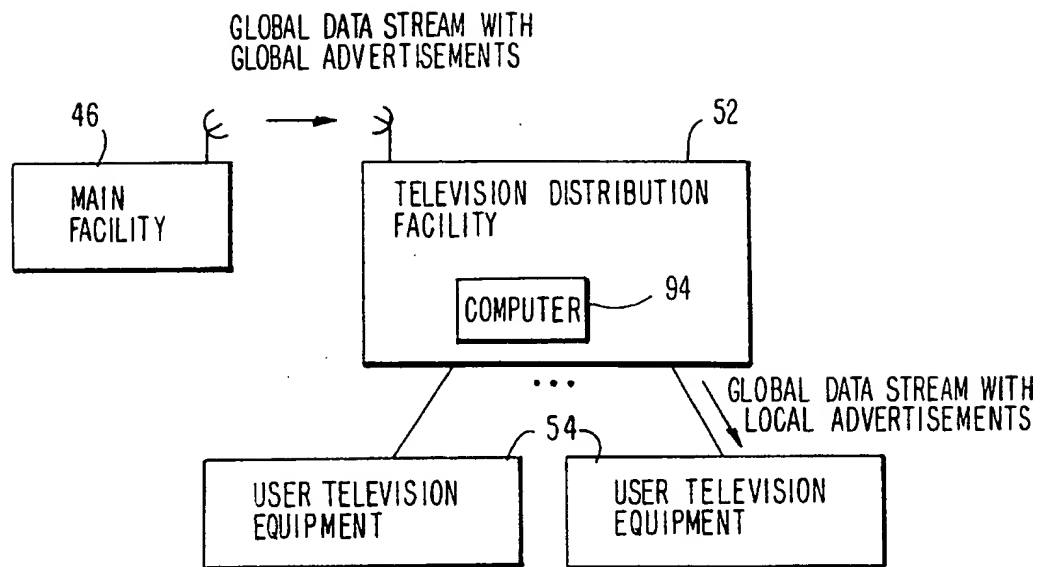 GLOBAL DATA STREAM WITH
GLOBAL ADVERTISEMENTS
46
52
MAIN
FACILITY
TELEVISION DISTRIBUTION
FACILITY
COMPUTER
94
...
GLOBAL DATA STREAM WITH
LOCAL ADVERTISEMENTS
54
USER TELEVISION
EQUIPMENT
USER TELEVISION
EQUIPMENT